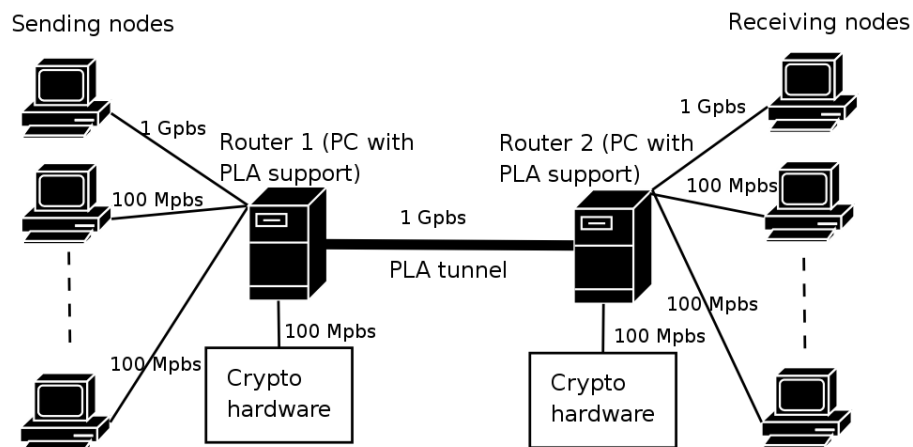 Sending nodes
Receiving nodes
1 Gpbs
Router 1 (PC with
PLA support)
Router 2 (PC with
PLA support)
1 Gpbs
100 Mpbs
1 Gpbs
PLA tunnel
100 Mpbs
100 Mpbs
100 Mpbs
100 Mpbs
100 Mpbs
100 Mpbs
Crypto
hardware
Crypto
hardware